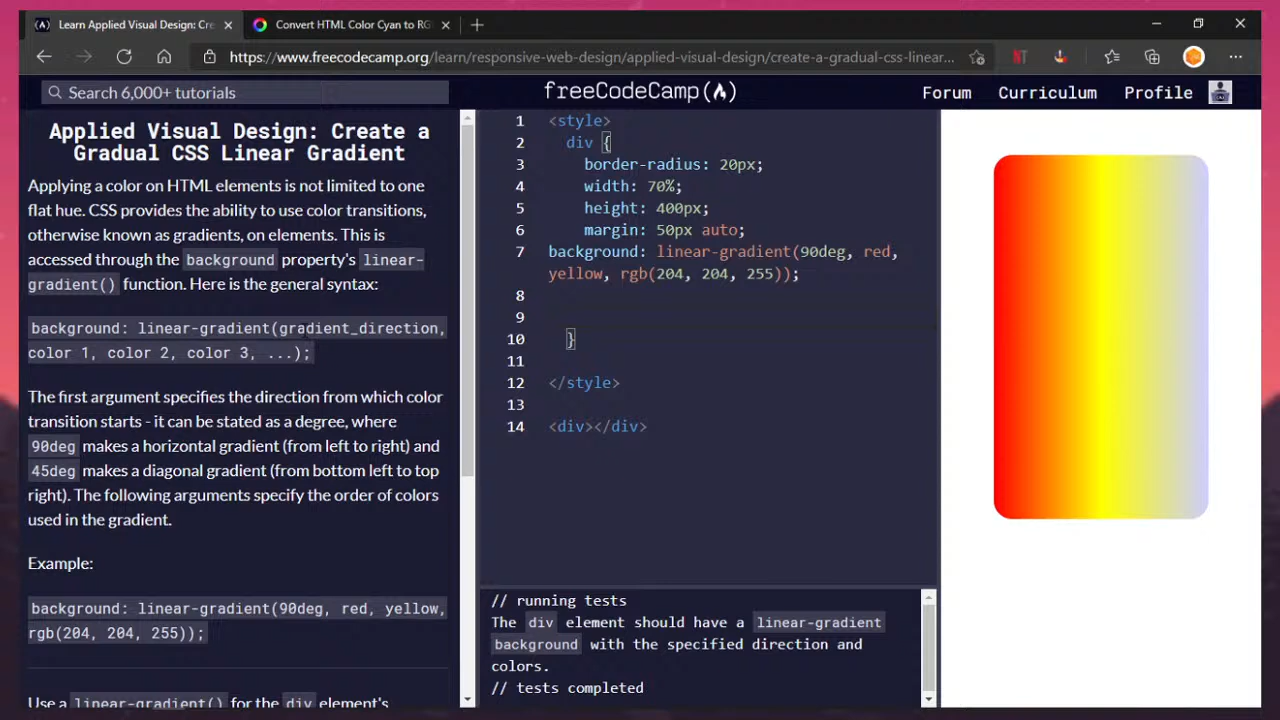 Learn Applied Visual Design: Cre
Convert HTML Color Cyan to RG
https://www.freecodecamp.org/learn/responsive-web-design/applied-visual-design/create-a-gradual-css-linear...
Search 6,000+ tutorials
freeCodeCamp
Forum
Curriculum
Profile
Applied Visual Design: Create a
Gradual CSS Linear Gradient
Applying a color on HTML elements is not limited to one
flat hue. CSS provides the ability to use color transitions,
otherwise known as gradients, on elements. This is
accessed through the background property's linear-
gradient() function. Here is the general syntax:
background: linear-gradient(gradient_direction,
color 1, color 2, color 3, ...);
The first argument specifies the direction from which color
transition starts - it can be stated as a degree, where
90deg makes a horizontal gradient (from left to right) and
45deg makes a diagonal gradient (from bottom left to top
right). The following arguments specify the order of colors
used in the gradient.
Example:
background: linear-gradient(90deg, red, yellow,
rgb(204, 204, 255));
Use a linear-gradient() for the div element's
1 <style>
2 div {
3 border-radius: 20px;
4 width: 70%;
5 height: 400px;
6 margin: 50px auto;
7 background: linear-gradient(90deg, red,
yellow, rgb(204, 204, 255));
8
9
10 }
11
12 </style>
13
14 <div></div>
// running tests
The div element should have a linear-gradient
background with the specified direction and
colors.
// tests completed